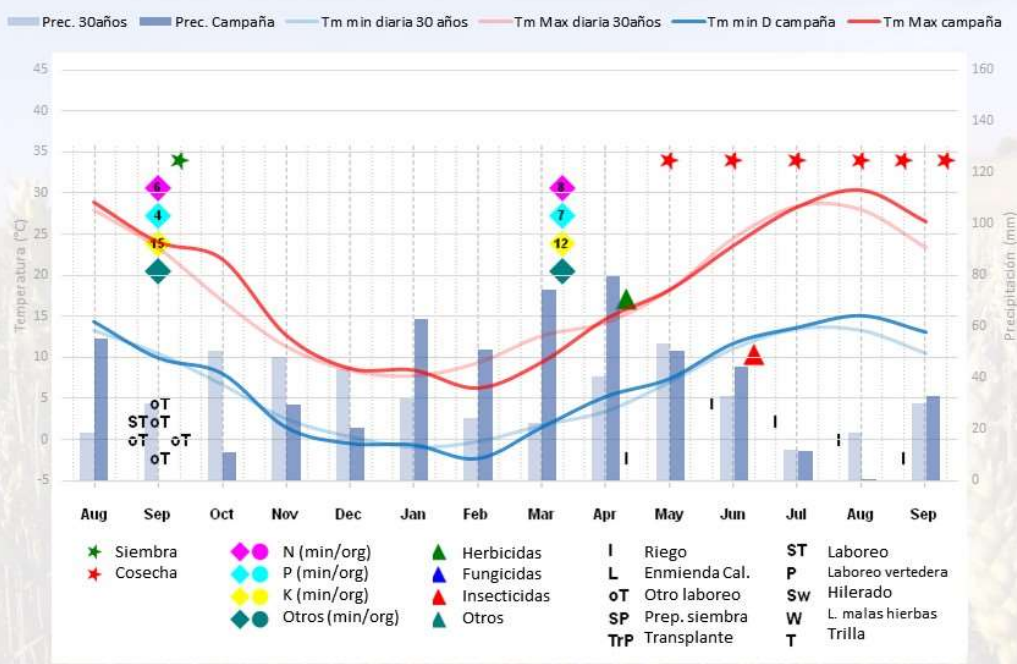 Prec. 30años Prec. Campaña Tm min diaria 30 años Tm Max diaria 30años Tm min D campaña Tm Max campaña
45 160
40 140
35 120
30 100
25 80
20 60
15 40
10 20
5 0
0
-5
Temperatura (°C)
Precipitación (mm)
6 8
4 7
15 12
oT I
ST oT I
oT oT I
oT I I
Aug Sep Oct Nov Dec Jan Feb Mar Apr May Jun Jul Aug Sep
Siembra N (min/org) Herbicidas I Riego ST Laboreo
Cosecha P (min/org) Fungicidas L Enmienda Cal. P Laboreo vertedera
K (min/org) Insecticidas oT Otro laboreo Sw Hilerado
Otros (min/org) Otros SP Prep. siembra W L. malas hierbas
TrP Transplante T Trilla